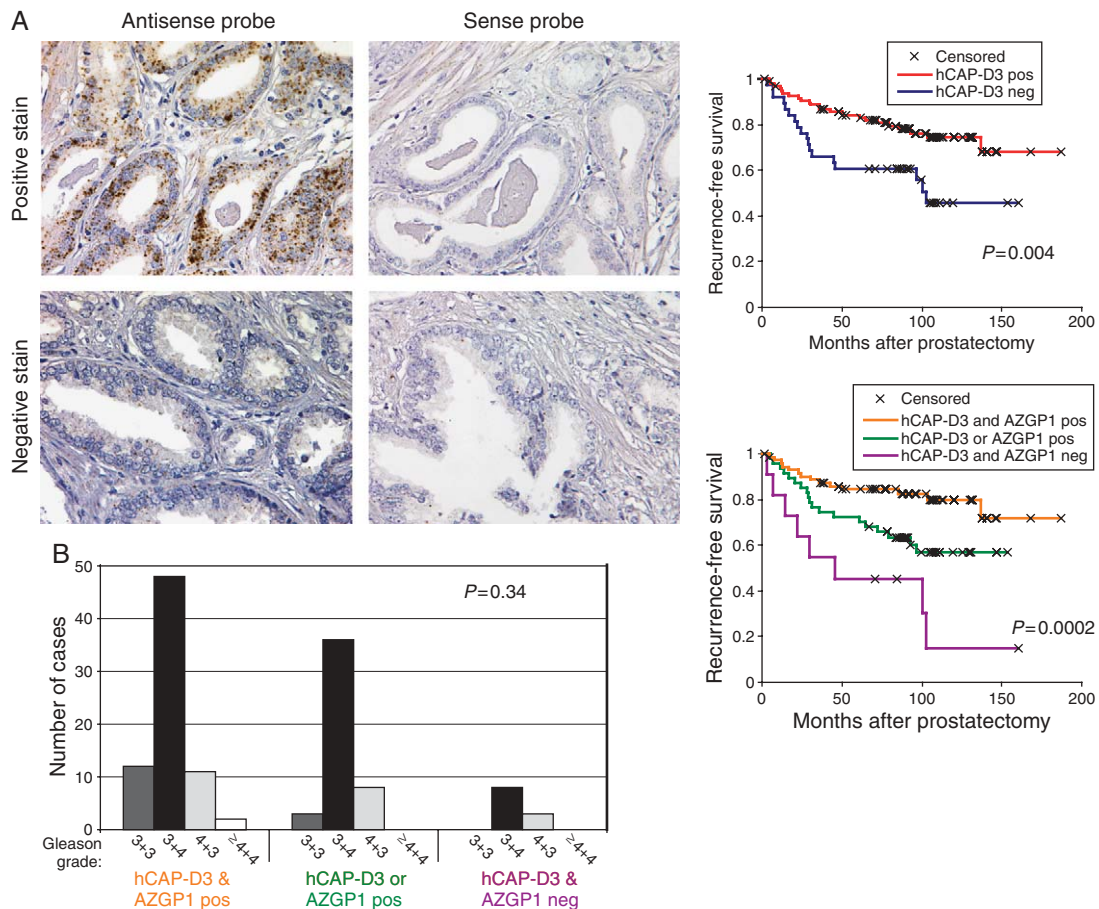 A
Antisense probe
Sense probe
Positive stain
Negative stain
Recurrence-free survival
1
0.8
0.6
0.4
0.2
0
0 50 100 150 200
Months after prostatectomy
× Censored
hCAP-D3 pos
hCAP-D3 neg
P=0.004
Recurrence-free survival
1
0.8
0.6
0.4
0.2
0
0 50 100 150 200
Months after prostatectomy
× Censored
hCAP-D3 and AZGP1 pos
hCAP-D3 or AZGP1 pos
hCAP-D3 and AZGP1 neg
P=0.0002
B
Number of cases
50
40
30
20
10
0
P=0.34
Gleason
grade:
3+3 3+4 4+3 ≥4+4 3+3 3+4 4+3 ≥4+4 3+3 3+4 4+3 ≥4+4
hCAP-D3 &
AZGP1 pos
hCAP-D3 or
AZGP1 pos
hCAP-D3 &
AZGP1 neg